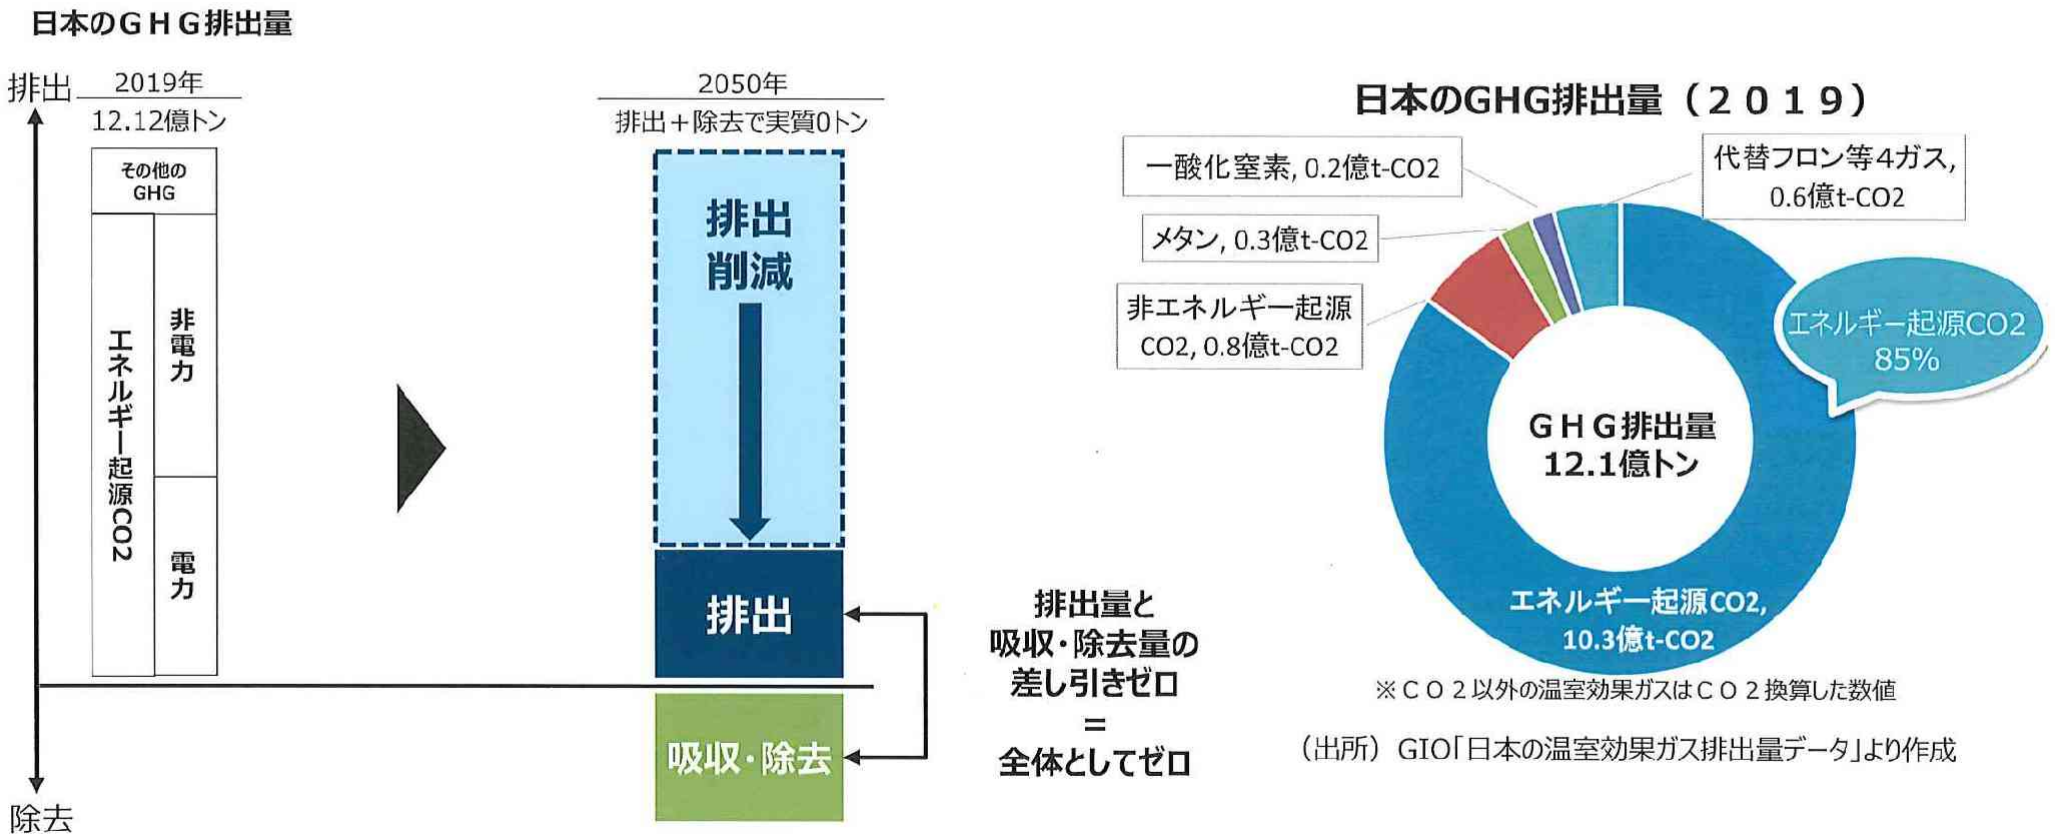 日本のＧＨＧ排出量
排出
2019年
12.12億トン
その他の
GHG
エネルギー起源CO2
非電力
電力
除去
2050年
排出＋除去で実質0トン
排出
削減
排出
吸収・除去
排出量と
吸収・除去量の
差し引きゼロ
＝
全体としてゼロ
日本のGHG排出量（２０１９）
一酸化窒素, 0.2億t-CO2
代替フロン等４ガス,
0.6億t-CO2
メタン, 0.3億t-CO2
非エネルギー起源
CO2, 0.8億t-CO2
エネルギー起源CO2
85%
ＧＨＧ排出量
12.1億トン
エネルギー起源CO2,
10.3億t-CO2
※ＣＯ２以外の温室効果ガスはＣＯ２換算した数値
（出所）GIO「日本の温室効果ガス排出量データ」より作成